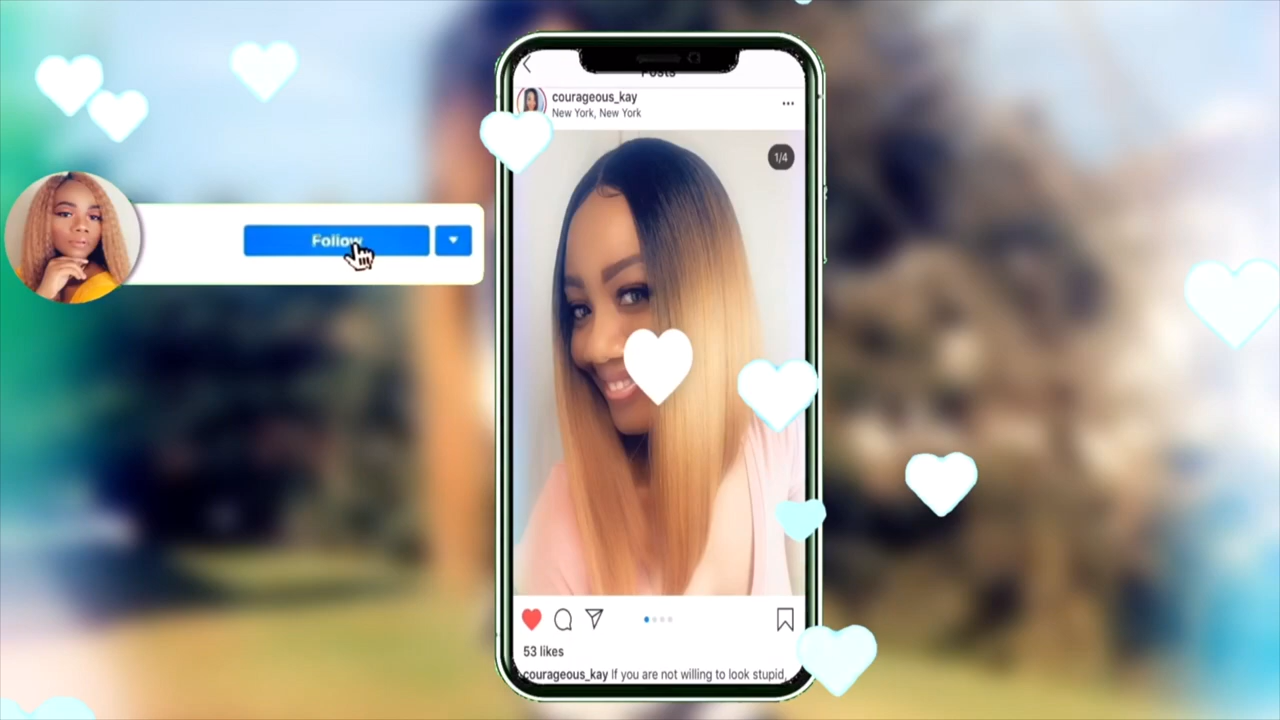 Posts
courageous_kay
New York, New York
1/4
Follow
53 likes
courageous_kay If you are not willing to look stupid,